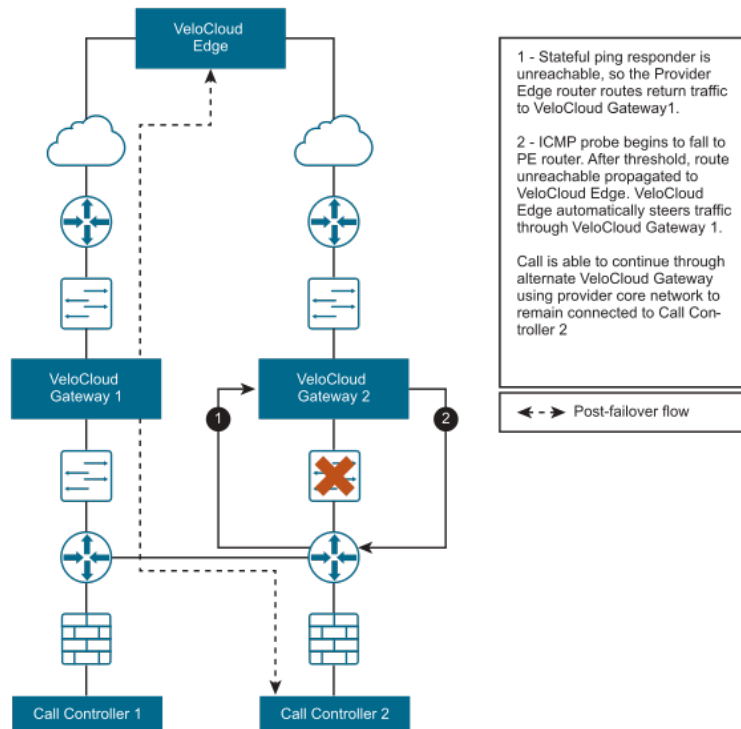 VeloCloud
Edge
1 - Stateful ping responder is
unreachable, so the Provider
Edge router routes return traffic
to VeloCloud Gateway1.
2 - ICMP probe begins to fall to
PE router. After threshold, route
unreachable propagated to
VeloCloud Edge. VeloCloud
Edge automatically steers traffic
through VeloCloud Gateway 1.
Call is able to continue through
alternate VeloCloud Gateway
using provider core network to
remain connected to Call Con-
troller 2
VeloCloud
Gateway 1
VeloCloud
Gateway 2
Post-failover flow
1
2
Call Controller 1
Call Controller 2